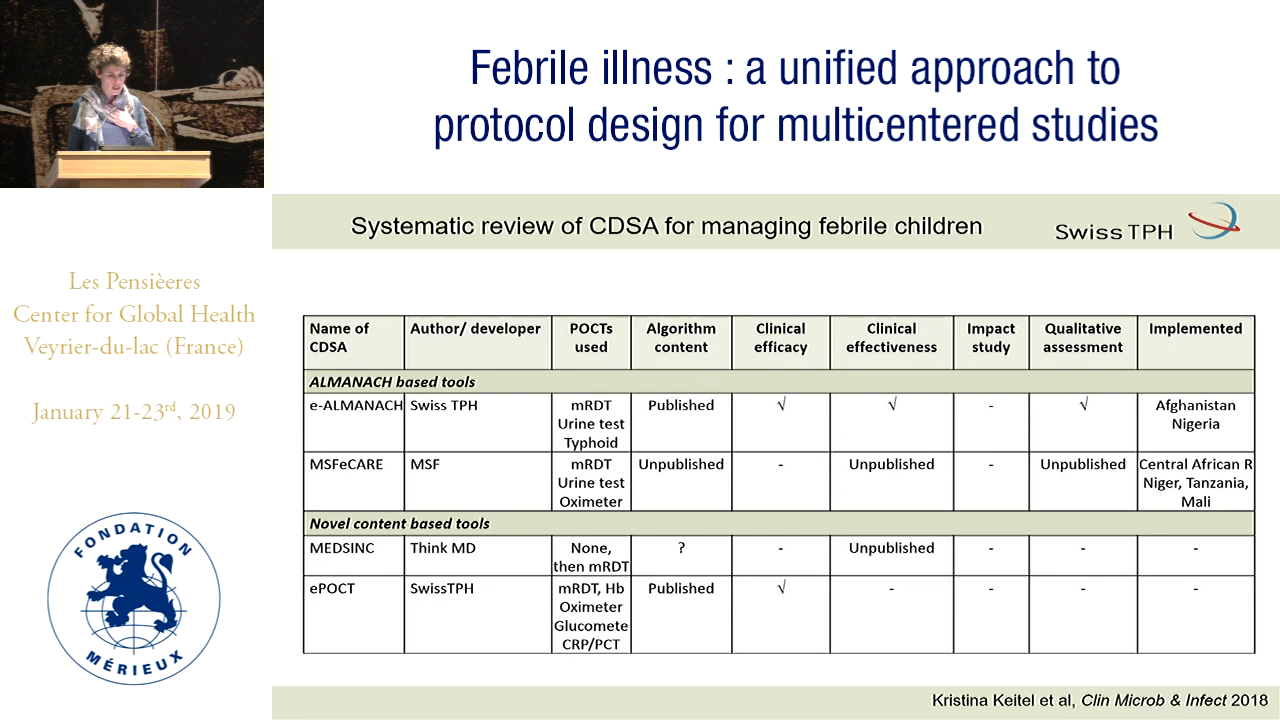 Febrile illness : a unified approach to
protocol design for multicentered studies
Systematic review of CDSA for managing febrile children
Swiss TPH
Les Pensièeres
Center for Global Health
Veyrier-du-lac (France)
January 21-23rd, 2019
FONDATION
MÉRIEUX
Name of CDSA | Author/ developer | POCTs used | Algorithm content | Clinical efficacy | Clinical effectiveness | Impact study | Qualitative assessment | Implemented
ALMANACH based tools
e-ALMANACH | Swiss TPH | mRDT Urine test Typhoid | Published | √ | √ | - | √ | Afghanistan Nigeria
MSFeCARE | MSF | mRDT Urine test Oximeter | Unpublished | - | Unpublished | - | Unpublished | Central African R Niger, Tanzania, Mali
Novel content based tools
MEDSINC | Think MD | None, then mRDT | ? | - | Unpublished | - | - | -
ePOCT | SwissTPH | mRDT, Hb Oximeter Glucomete CRP/PCT | Published | √ | - | - | - | -
Kristina Keitel et al, Clin Microb & Infect 2018